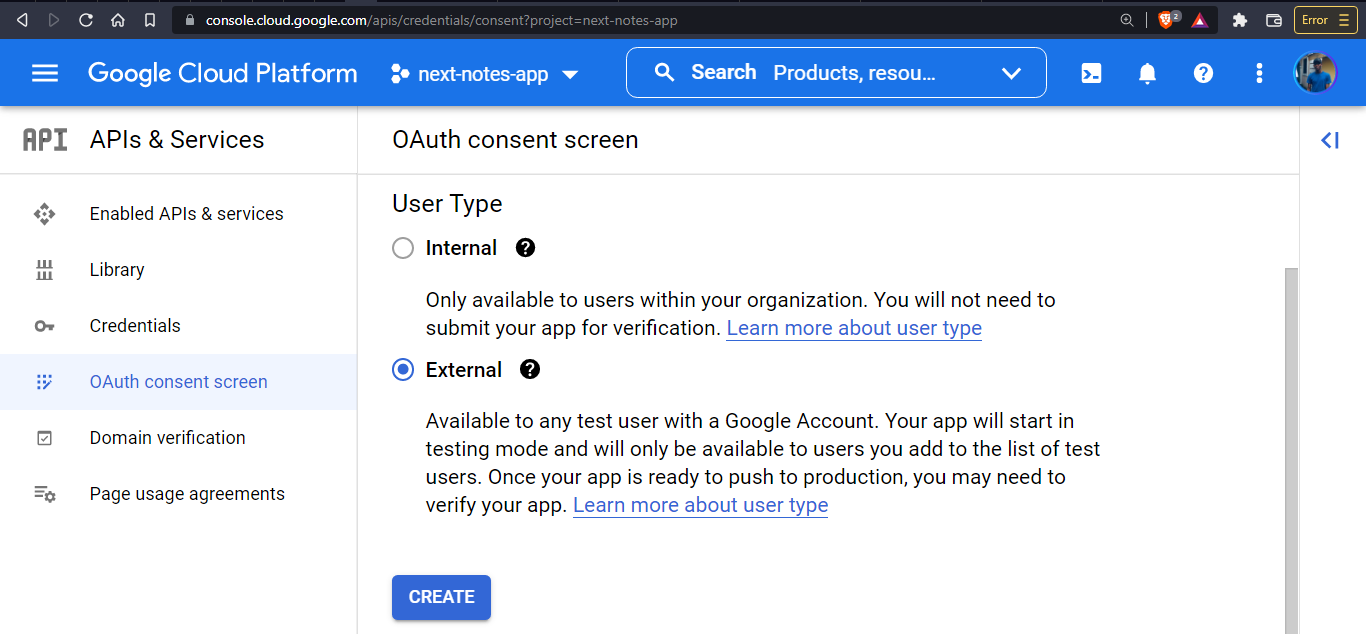 console.cloud.google.com/apis/credentials/consent?project=next-notes-app
2
Error
Google Cloud Platform
next-notes-app
Search Products, resou...
API APIs & Services
OAuth consent screen
Enabled APIs & services
Library
Credentials
OAuth consent screen
Domain verification
Page usage agreements
User Type
Internal
Only available to users within your organization. You will not need to
submit your app for verification. Learn more about user type
External
Available to any test user with a Google Account. Your app will start in
testing mode and will only be available to users you add to the list of test
users. Once your app is ready to push to production, you may need to
verify your app. Learn more about user type
CREATE